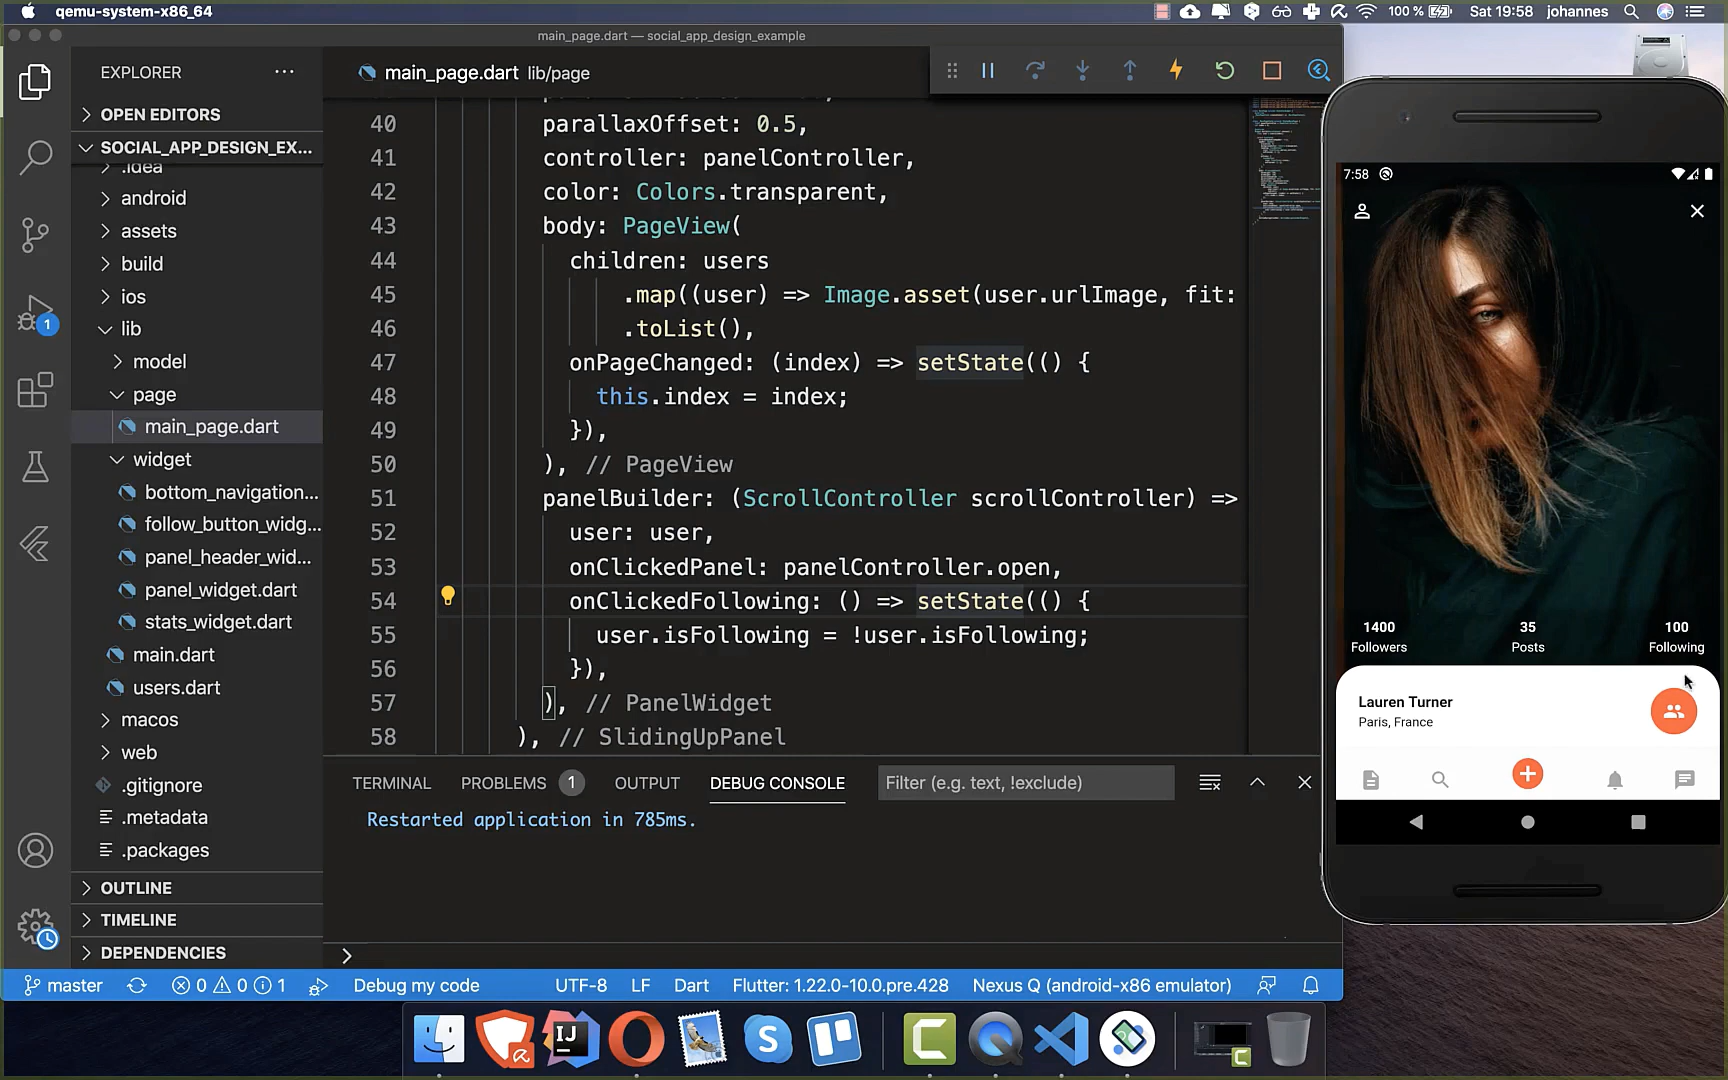 qemu-system-x86_64
100 %
Sat 19:58
johannes
main_page.dart — social_app_design_example
EXPLORER
OPEN EDITORS
SOCIAL_APP_DESIGN_EX...
.idea
android
assets
build
ios
lib
model
page
main_page.dart
widget
bottom_navigation...
follow_button_widg...
panel_header_wid...
panel_widget.dart
stats_widget.dart
main.dart
users.dart
macos
web
.gitignore
.metadata
.packages
OUTLINE
TIMELINE
DEPENDENCIES
1
main_page.dart lib/page
40 parallaxOffset: 0.5,
41 controller: panelController,
42 color: Colors.transparent,
43 body: PageView(
44 children: users
45 .map((user) => Image.asset(user.urlImage, fit:
46 .toList(),
47 onPageChanged: (index) => setState(() {
48 this.index = index;
49 }),
50 ), // PageView
51 panelBuilder: (ScrollController scrollController) =>
52 user: user,
53 onClickedPanel: panelController.open,
54 onClickedFollowing: () => setState(() {
55 user.isFollowing = !user.isFollowing;
56 }),
57 ), // PanelWidget
58 ), // SlidingUpPanel
TERMINAL
PROBLEMS 1
OUTPUT
DEBUG CONSOLE
Filter (e.g. text, !exclude)
Restarted application in 785ms.
master
0 0 1
Debug my code
UTF-8
LF
Dart
Flutter: 1.22.0-10.0.pre.428
Nexus Q (android-x86 emulator)
7:58
1400
Followers
35
Posts
100
Following
Lauren Turner
Paris, France
IJ